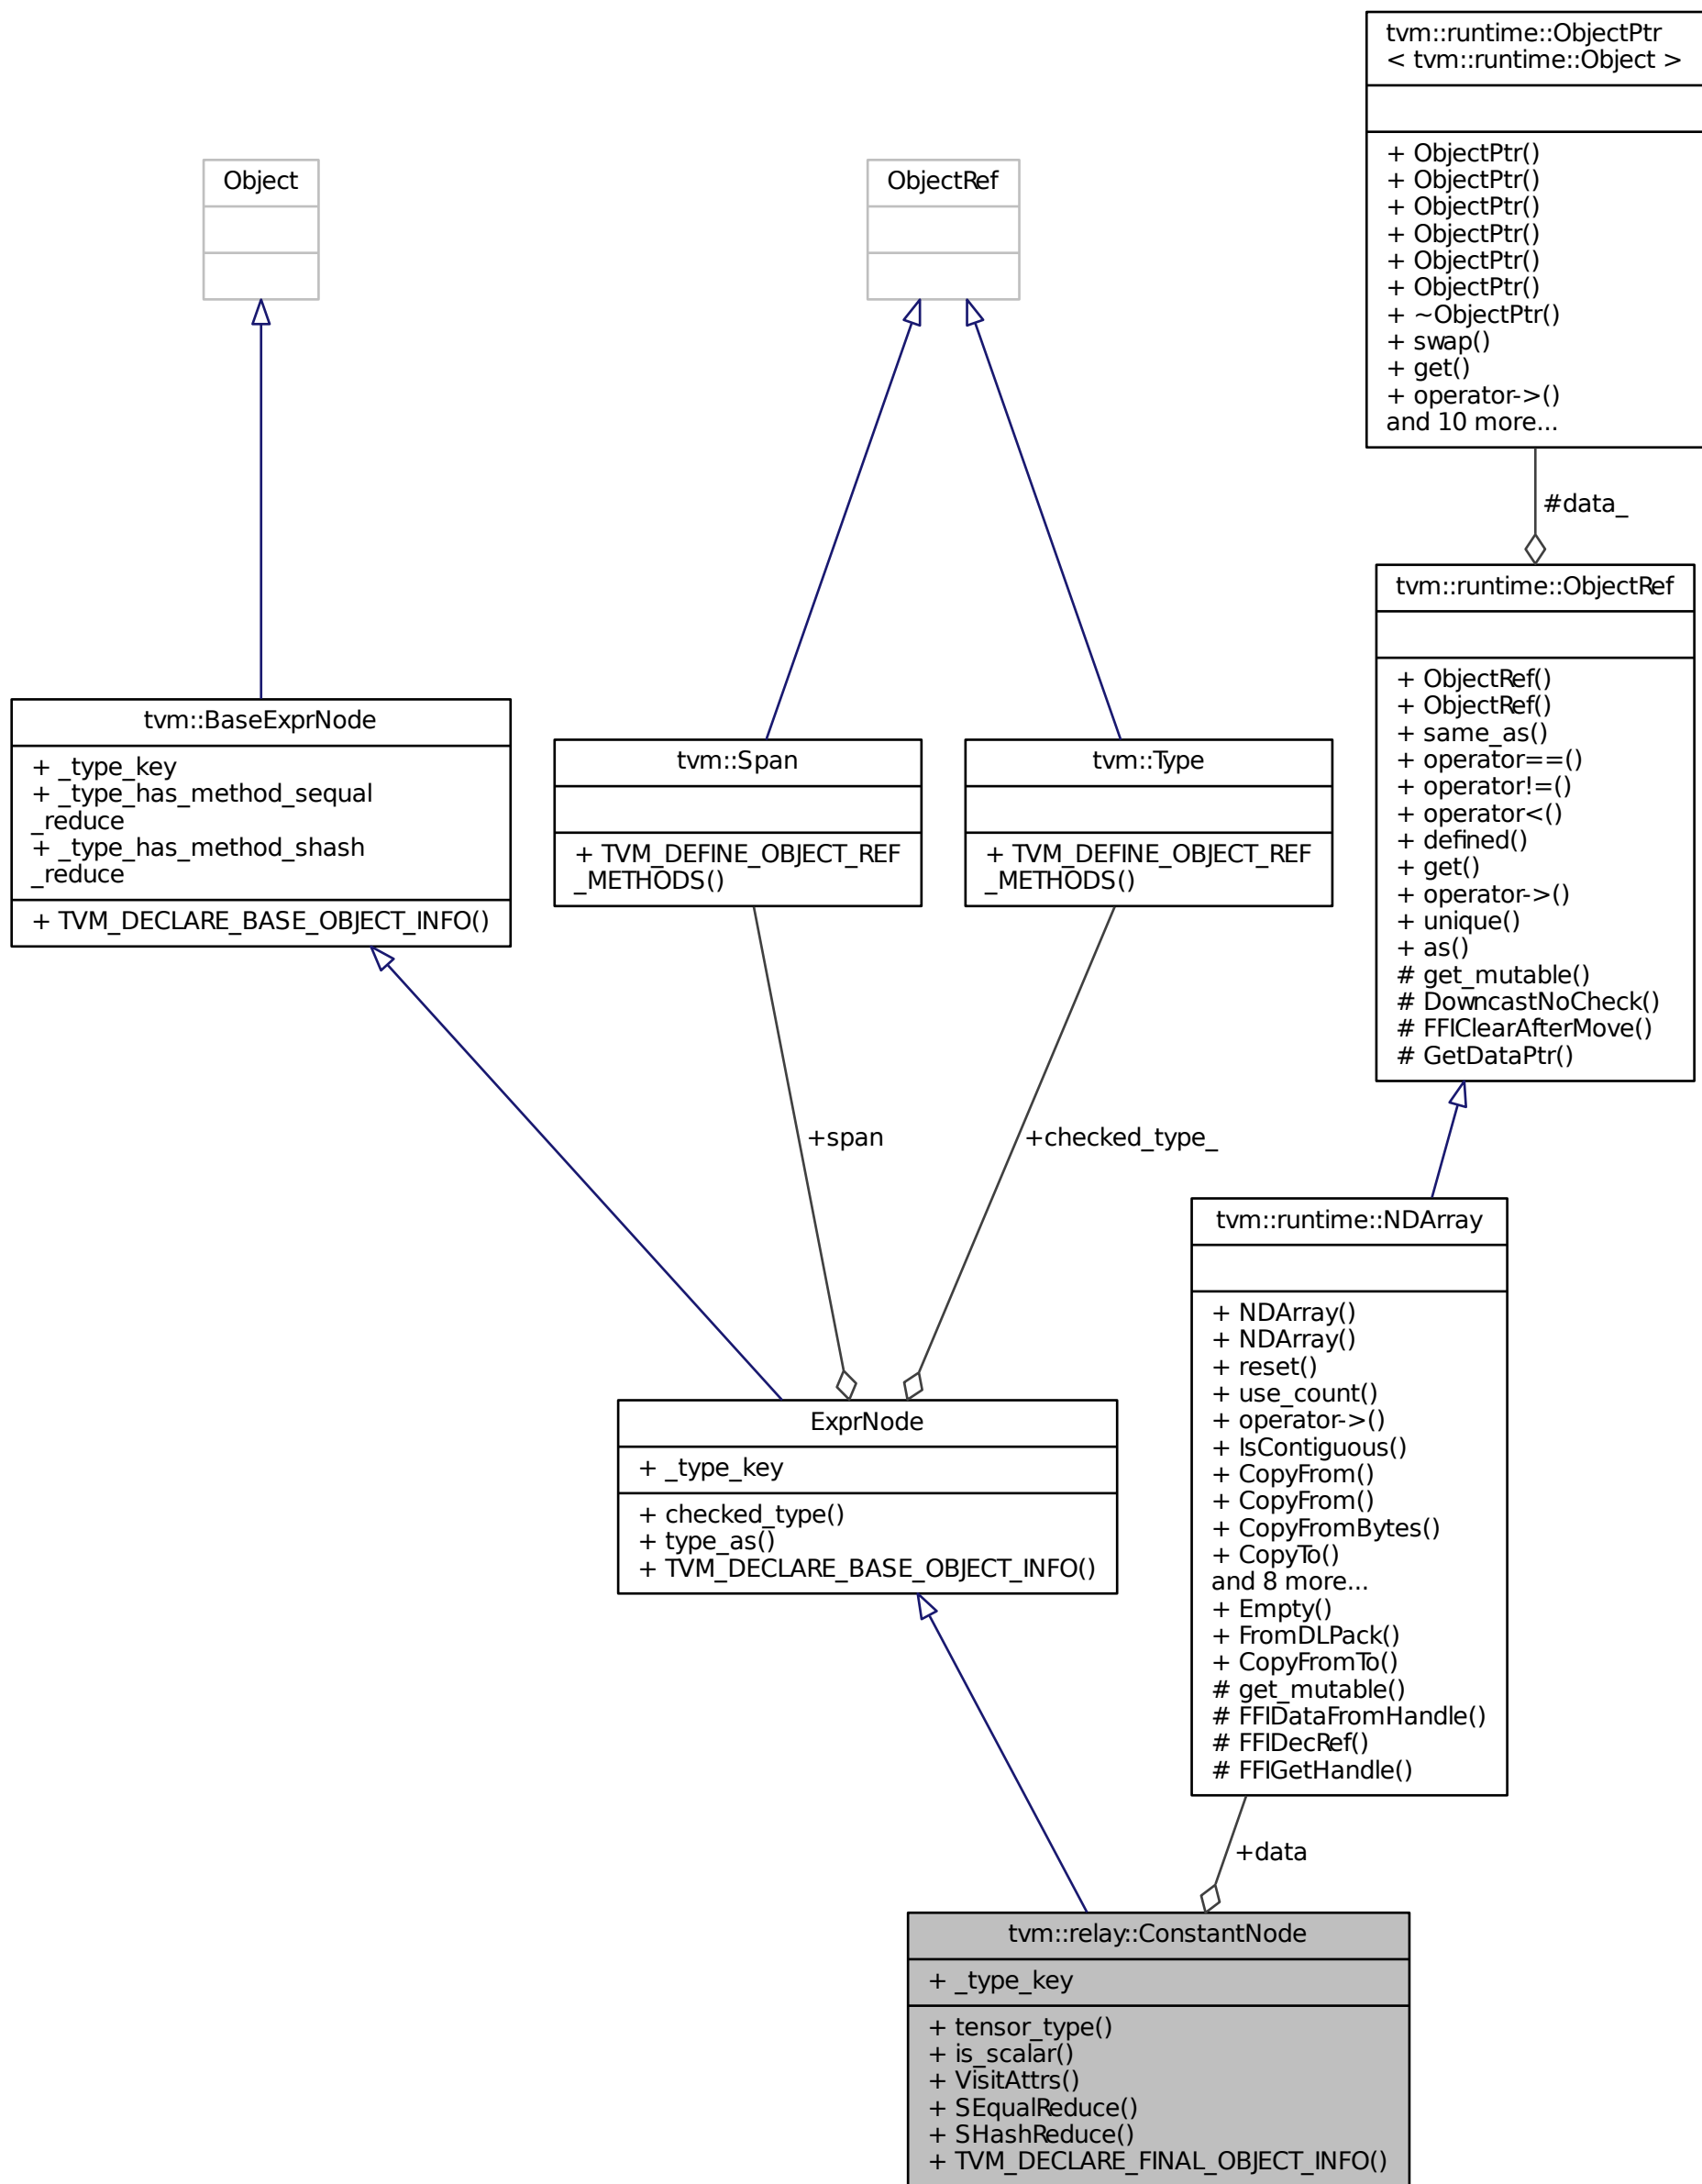 tvm::runtime::ObjectPtr
< tvm::runtime::Object >
+ ObjectPtr()
+ ObjectPtr()
+ ObjectPtr()
+ ObjectPtr()
+ ObjectPtr()
+ ObjectPtr()
+ ~ObjectPtr()
+ swap()
+ get()
+ operator->()
and 10 more...
Object
ObjectRef
#data_
tvm::runtime::ObjectRef
+ ObjectRef()
+ ObjectRef()
+ same_as()
+ operator==()
+ operator!=()
+ operator<()
+ defined()
+ get()
+ operator->()
+ unique()
+ as()
# get_mutable()
# DowncastNoCheck()
# FFIClearAfterMove()
# GetDataPtr()
tvm::BaseExprNode
+ _type_key
+ _type_has_method_sequal
_reduce
+ _type_has_method_shash
_reduce
+ TVM_DECLARE_BASE_OBJECT_INFO()
tvm::Span
+ TVM_DEFINE_OBJECT_REF
_METHODS()
tvm::Type
+ TVM_DEFINE_OBJECT_REF
_METHODS()
+span
+checked_type_
tvm::runtime::NDArray
+ NDArray()
+ NDArray()
+ reset()
+ use_count()
+ operator->()
+ IsContiguous()
+ CopyFrom()
+ CopyFrom()
+ CopyFromBytes()
+ CopyTo()
and 8 more...
+ Empty()
+ FromDLPack()
+ CopyFromTo()
# get_mutable()
# FFIDataFromHandle()
# FFIDecRef()
# FFIGetHandle()
ExprNode
+ _type_key
+ checked_type()
+ type_as()
+ TVM_DECLARE_BASE_OBJECT_INFO()
+data
tvm::relay::ConstantNode
+ _type_key
+ tensor_type()
+ is_scalar()
+ VisitAttrs()
+ SEqualReduce()
+ SHashReduce()
+ TVM_DECLARE_FINAL_OBJECT_INFO()